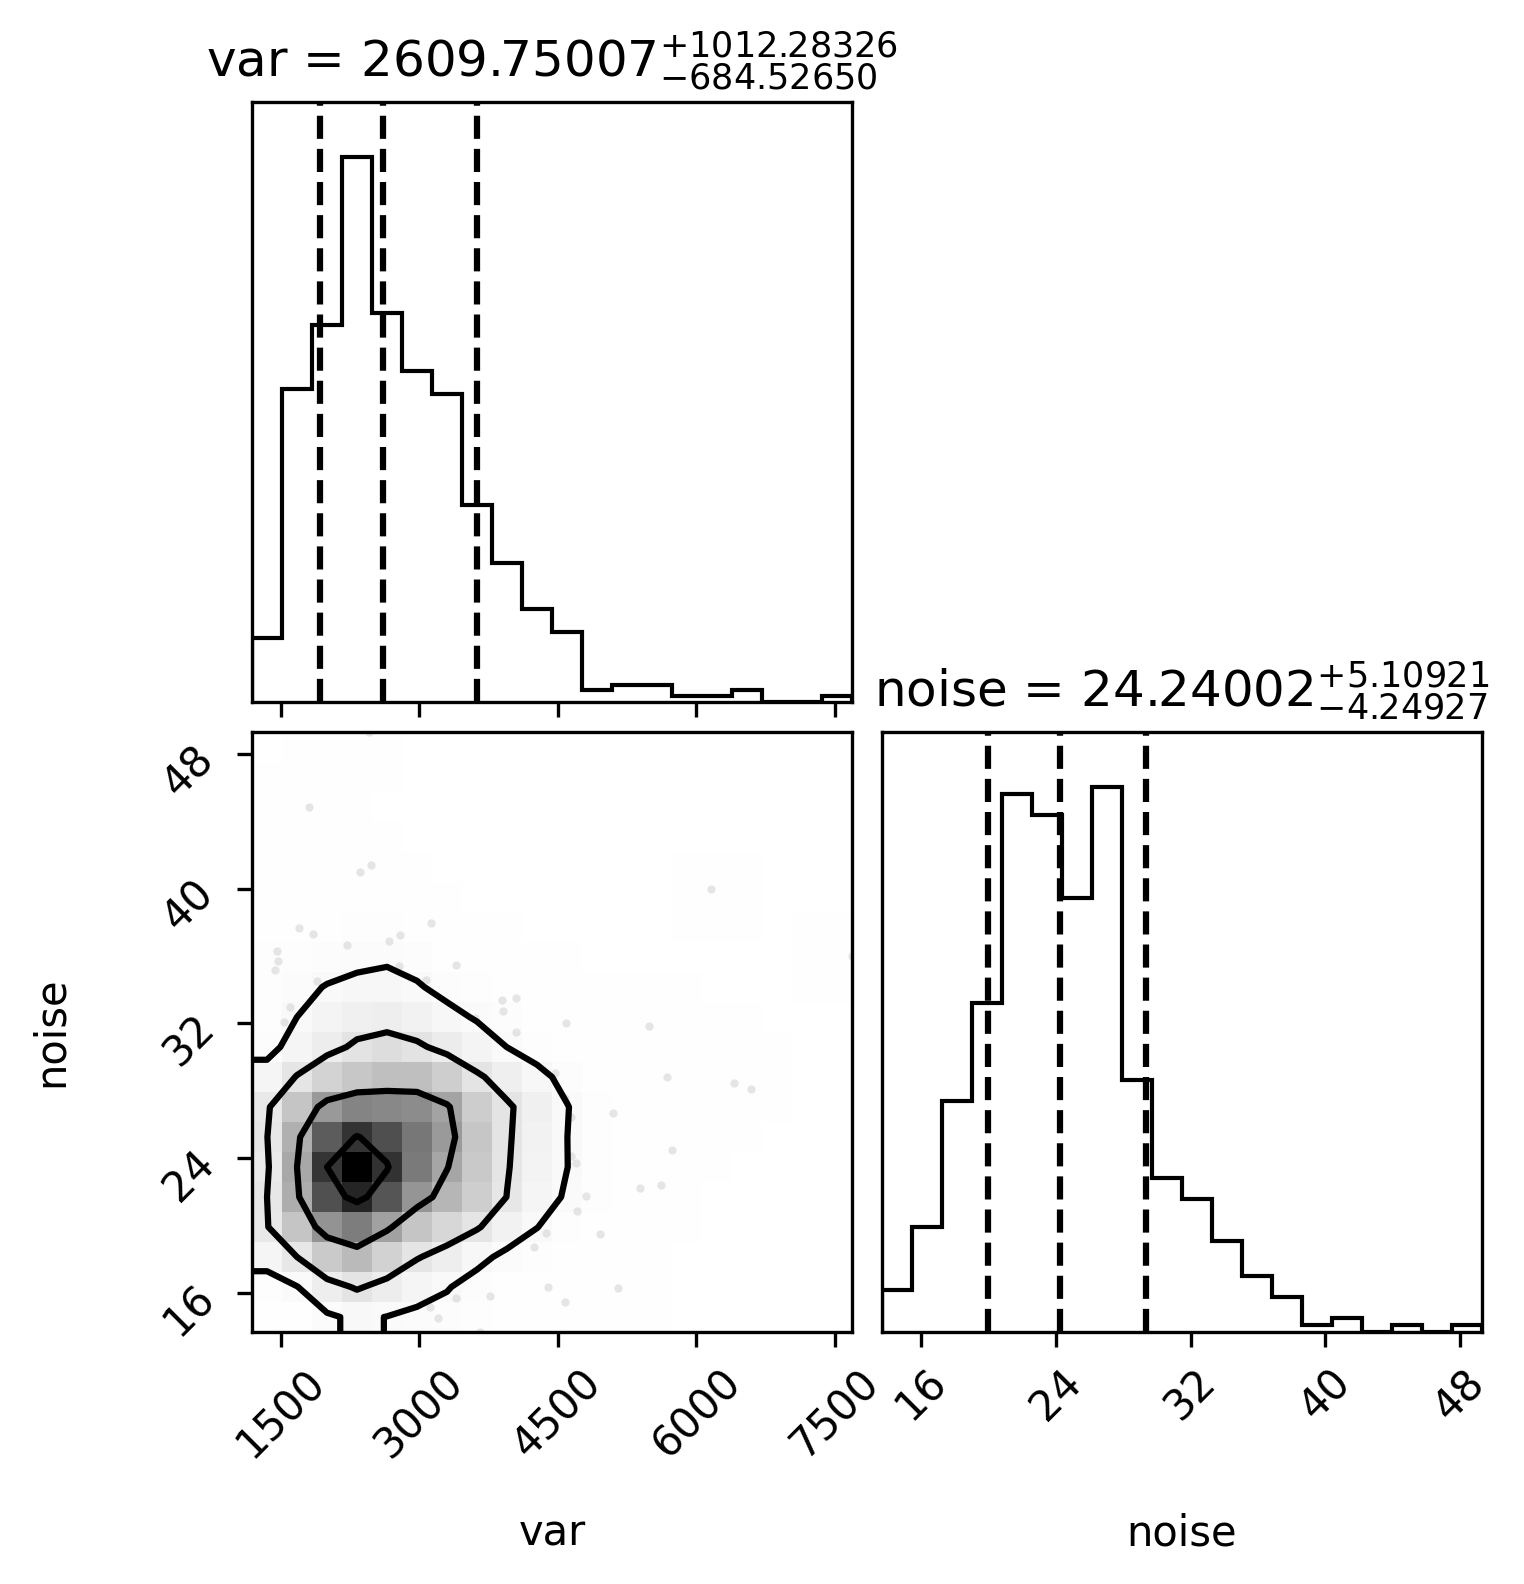 var = 2609.75007+1012.28326−684.52650
noise = 24.24002+5.10921−4.24927
48
40
32
24
16
noise
1500 3000 4500 6000 7500
var
16 24 32 40 48
noise